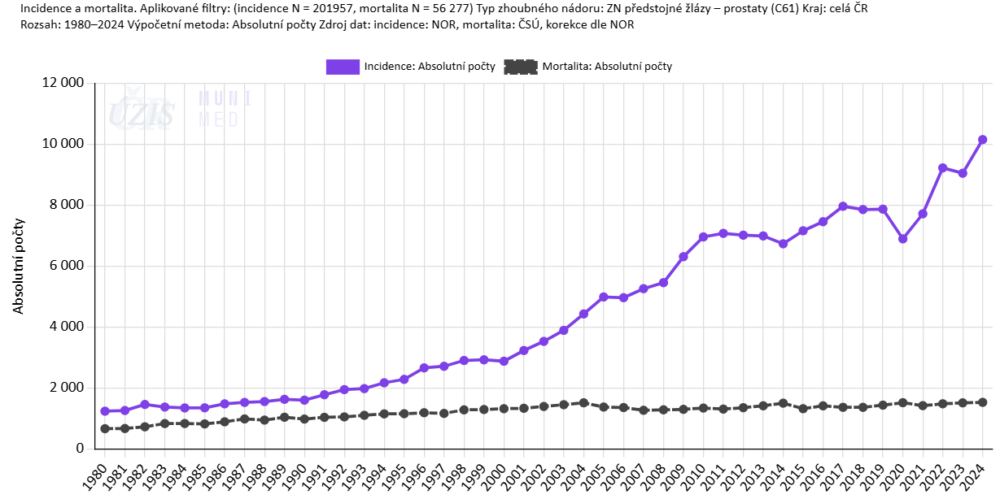 Incidence a mortalita. Aplikované filtry: (incidence N = 201957, mortalita N = 56 277) Typ zhoubného nádoru: ZN předstojné žlázy – prostaty (C61) Kraj: celá ČR
Rozsah: 1980–2024 Výpočetní metoda: Absolutní počty Zdroj dat: incidence: NOR, mortalita: ČSÚ, korekce dle NOR
Incidence: Absolutní počty Mortalita: Absolutní počty
12 000
10 000
8 000
6 000
4 000
2 000
0
Absolutní počty
ÚZIS ČR
MUNI
MED
1980 1981 1982 1983 1984 1985 1986 1987 1988 1989 1990 1991 1992 1993 1994 1995 1996 1997 1998 1999 2000 2001 2002 2003 2004 2005 2006 2007 2008 2009 2010 2011 2012 2013 2014 2015 2016 2017 2018 2019 2020 2021 2022 2023 2024